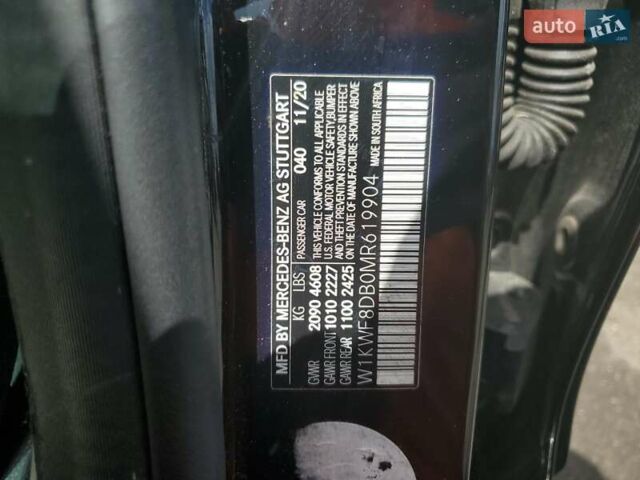 auto RIA
.com
MFD BY MERCEDES-BENZ AG STUTTGART
PASSENGER CAR 040 11/20
KG LBS
THIS VEHICLE CONFORMS TO ALL APPLICABLE
U.S. FEDERAL MOTOR VEHICLE SAFETY, BUMPER
AND THEFT PREVENTION STANDARDS IN EFFECT
ON THE DATE OF MANUFACTURE SHOWN ABOVE
GVWR 2090 4608
GAWR FRONT 1010 2227
GAWR REAR 1100 2425
W1KWF8DB0MR619904 MADE IN SOUTH AFRICA